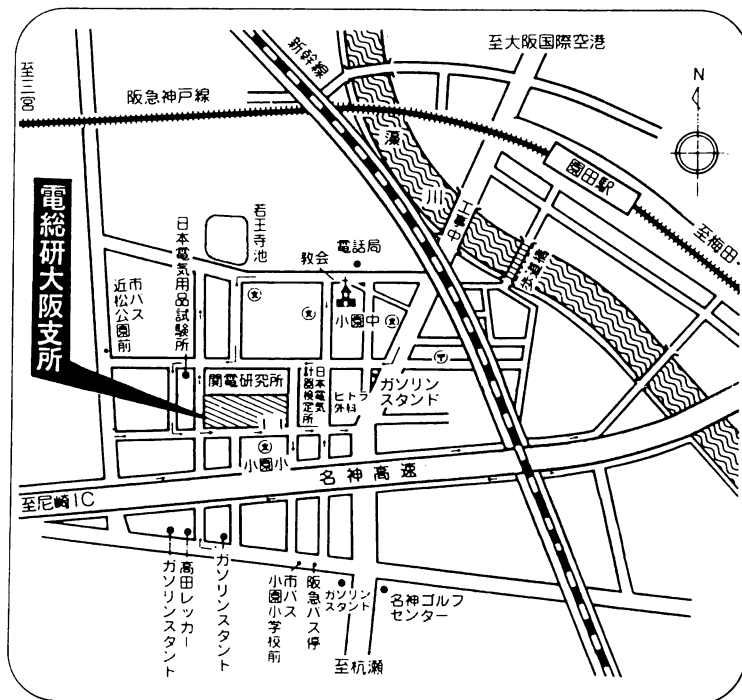 至三宮
阪急神戸線
新幹線
至大阪国際空港
N
藻
川
園田駅
至梅田
工事中
歩道橋
電総研大阪支所
市バス
近松公園前
日本電気用品試験所
若王寺池
教会
電話局
小園中
関電研究所
日本電気
計器検定所
ヒトラ
外科
ガソリン
スタンド
小園小
名神高速
至尼崎IC
ガソリンスタント
高田レッカー
ガソリンスタント
市バス
小園小学校前
阪急バス停
ガソリン
スタント
名神ゴルフ
センター
至杭瀬